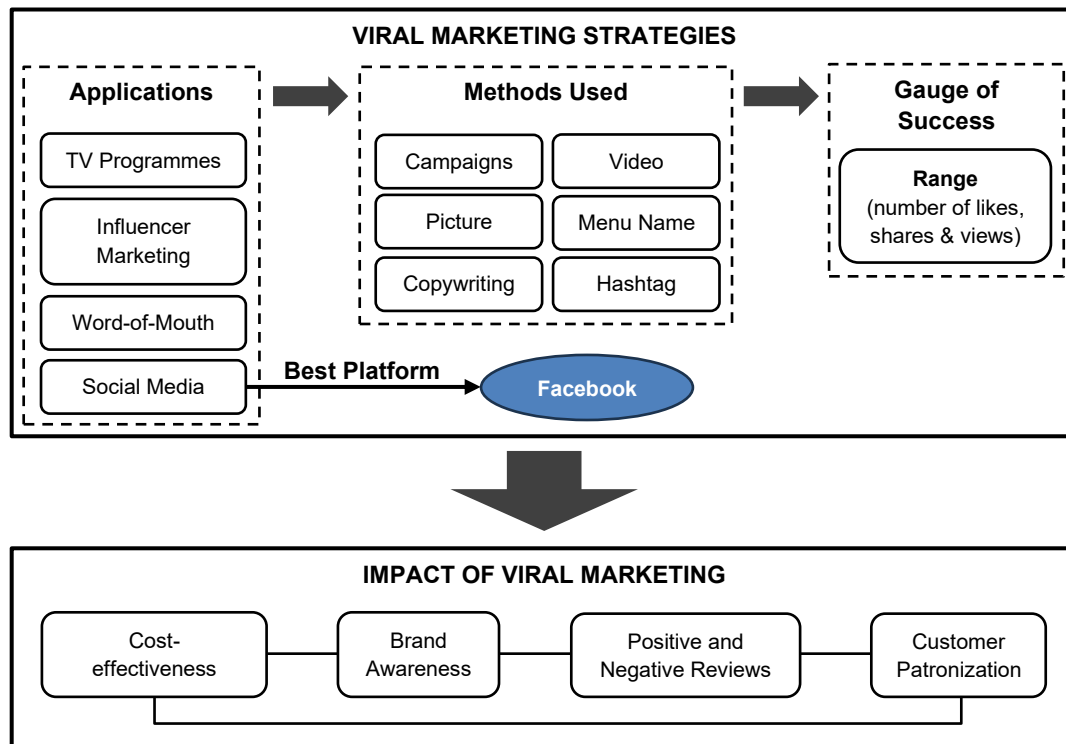 VIRAL MARKETING STRATEGIES
Applications
TV Programmes
Influencer
Marketing
Word-of-Mouth
Social Media
Methods Used
Campaigns
Video
Picture
Menu Name
Copywriting
Hashtag
Gauge of
Success
Range
(number of likes,
shares & views)
Best Platform
Facebook
IMPACT OF VIRAL MARKETING
Cost-
effectiveness
Brand
Awareness
Positive and
Negative Reviews
Customer
Patronization